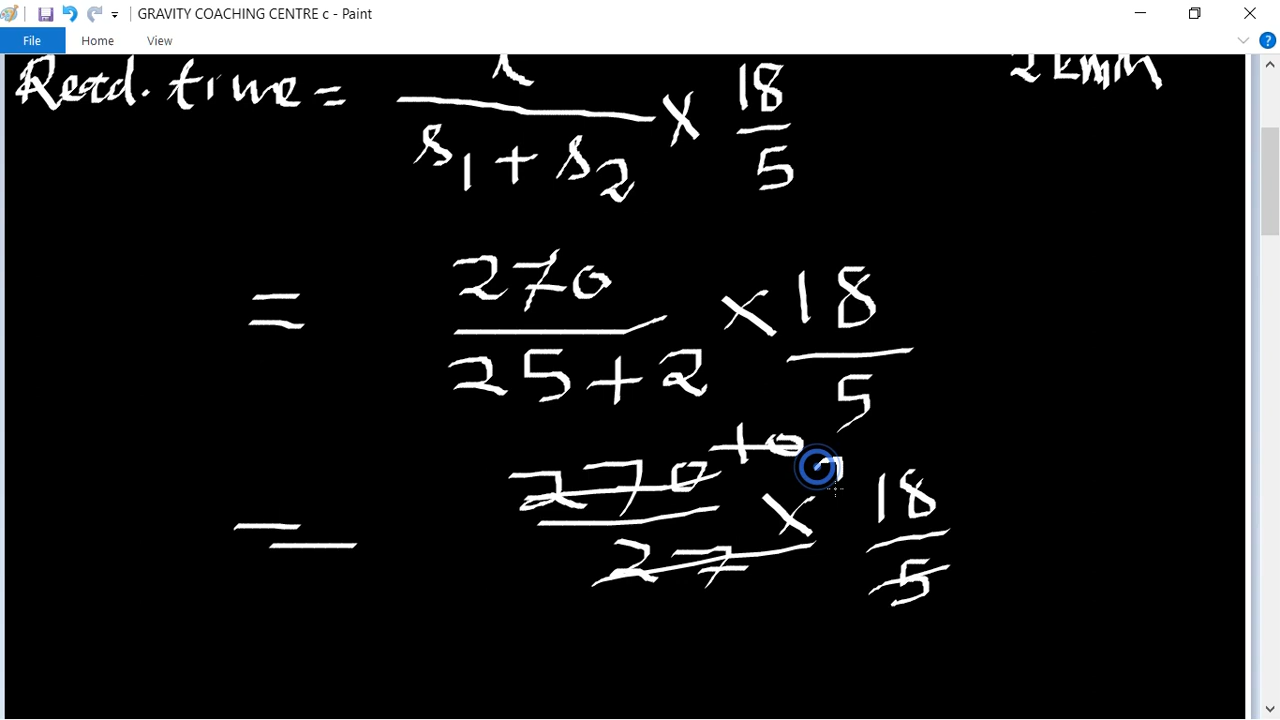 GRAVITY COACHING CENTRE c - Paint
File Home View
Reqd. time = / (s1 + s2) × 18/5
= 270/(25+2) × 18/5
= 270/27 × 18/5
10 2